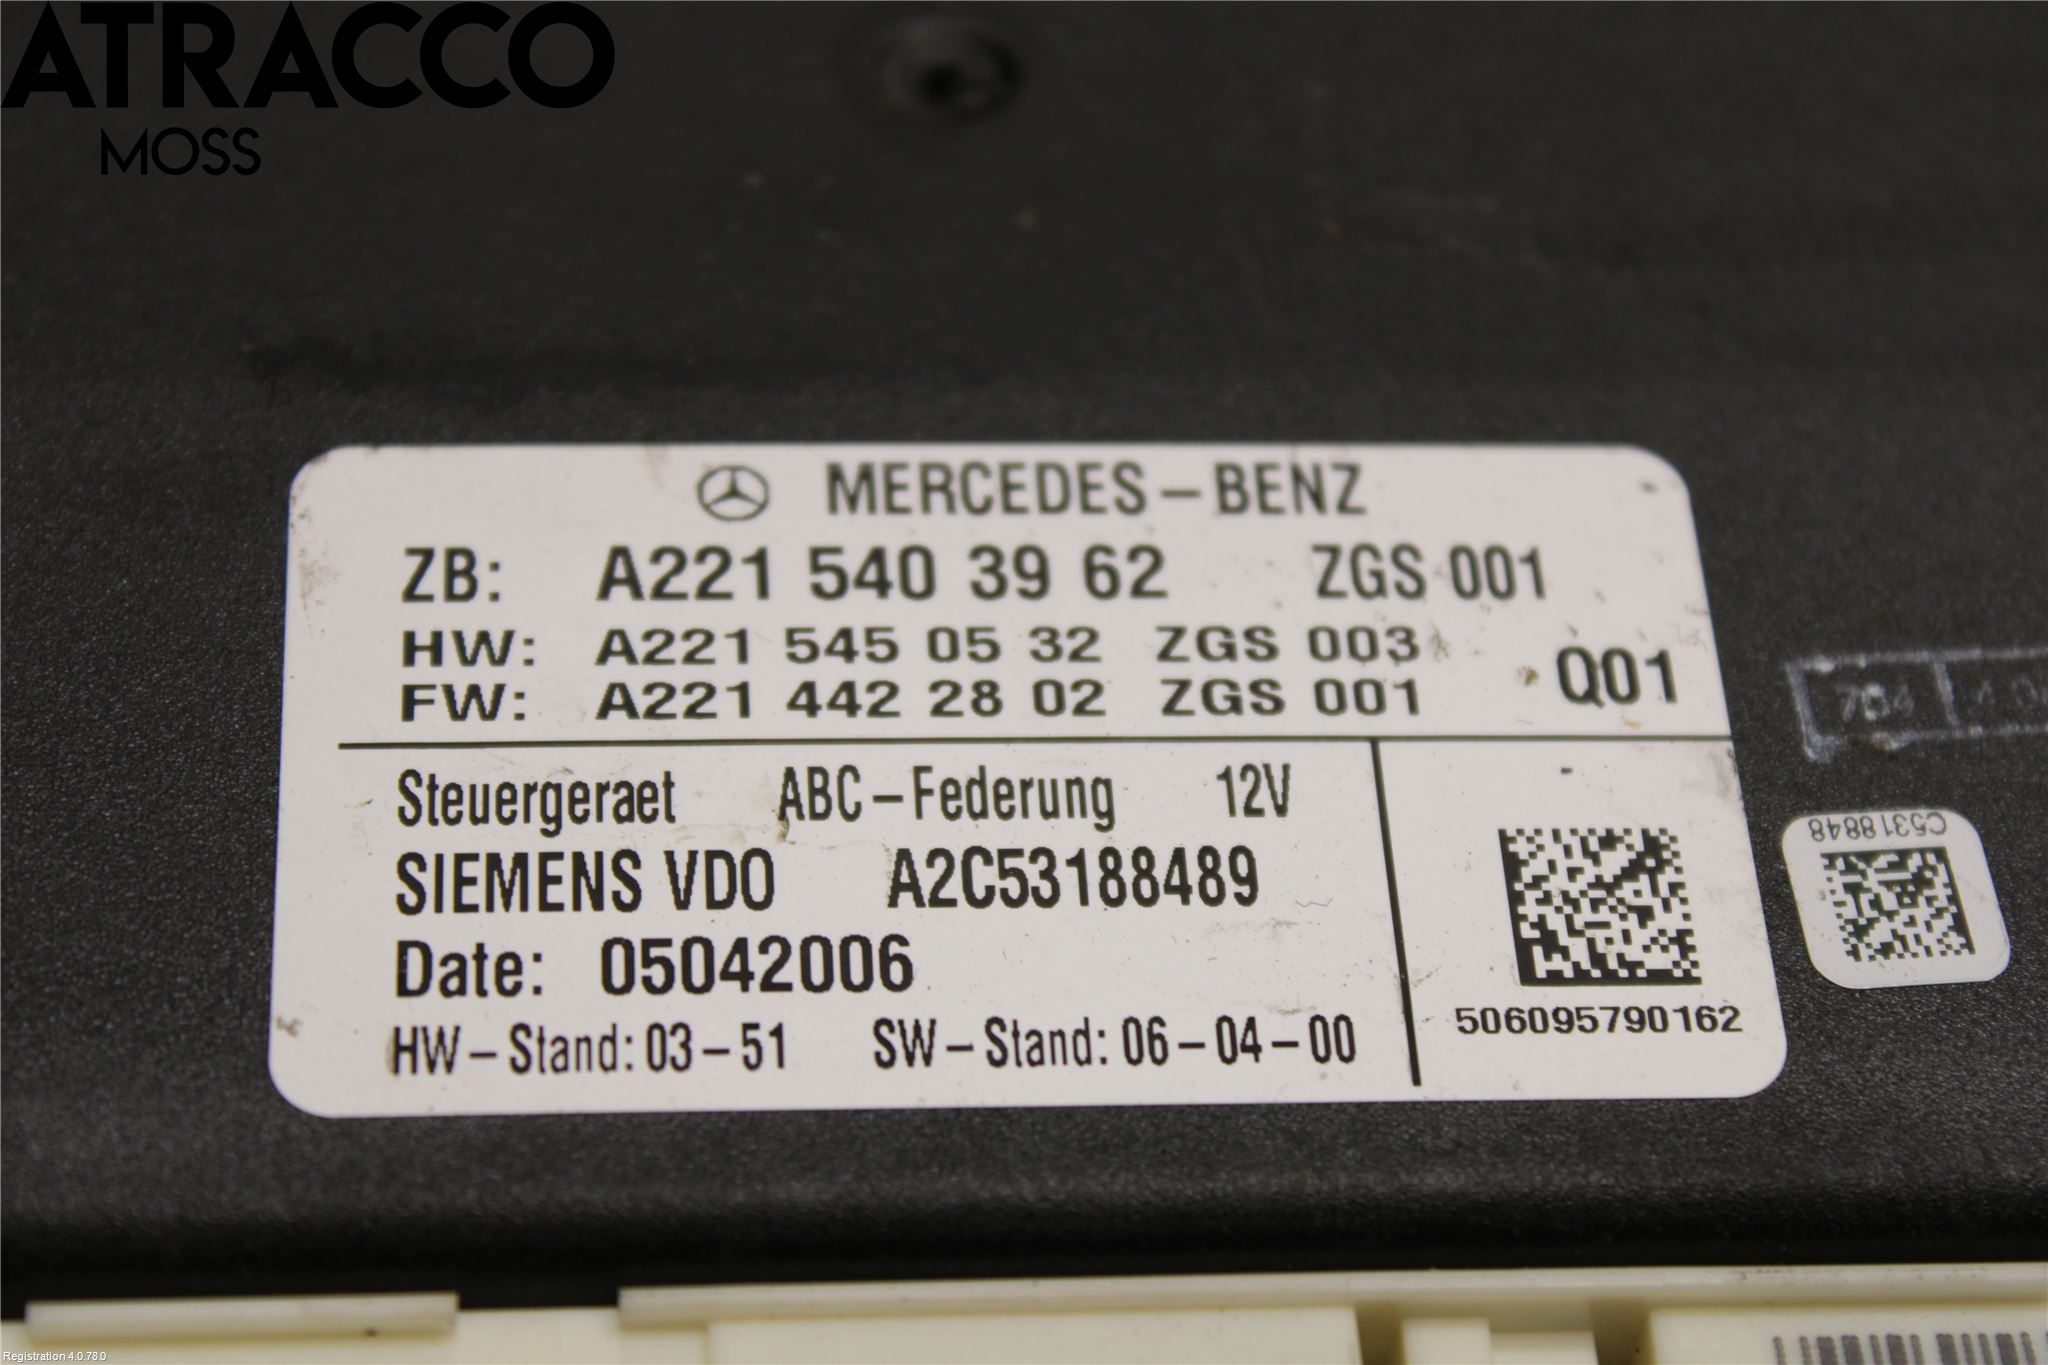 ATRACCO
MOSS
MERCEDES-BENZ
ZB: A221 540 39 62 ZGS 001
HW: A221 545 05 32 ZGS 003
FW: A221 442 28 02 ZGS 001
Q01
Steuergeraet ABC-Federung 12V
SIEMENS VDO A2C53188489
Date: 05042006
HW-Stand: 03-51 SW-Stand: 06-04-00
506095790162
C5318848
Registration 4.0.78.0